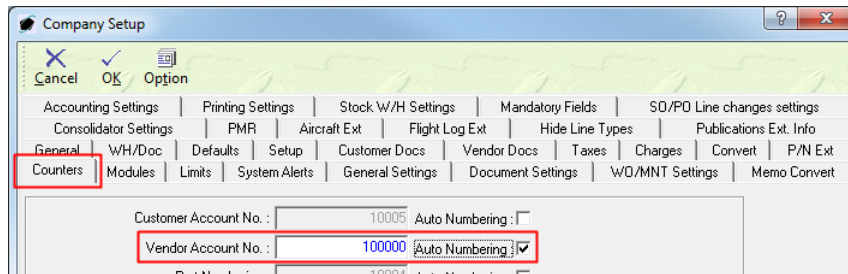 Company Setup
Cancel OK Option
Accounting Settings Printing Settings Stock W/H Settings Mandatory Fields SO/PO Line changes settings
Consolidator Settings PMR Aircraft Ext Flight Log Ext Hide Line Types Publications Ext. Info
General WH/Doc Defaults Setup Customer Docs Vendor Docs Taxes Charges Convert P/N Ext
Counters Modules Limits System Alerts General Settings Document Settings WO/MNT Settings Memo Convert
Customer Account No. : 10005 Auto Numbering :
Vendor Account No. : 100000 Auto Numbering :